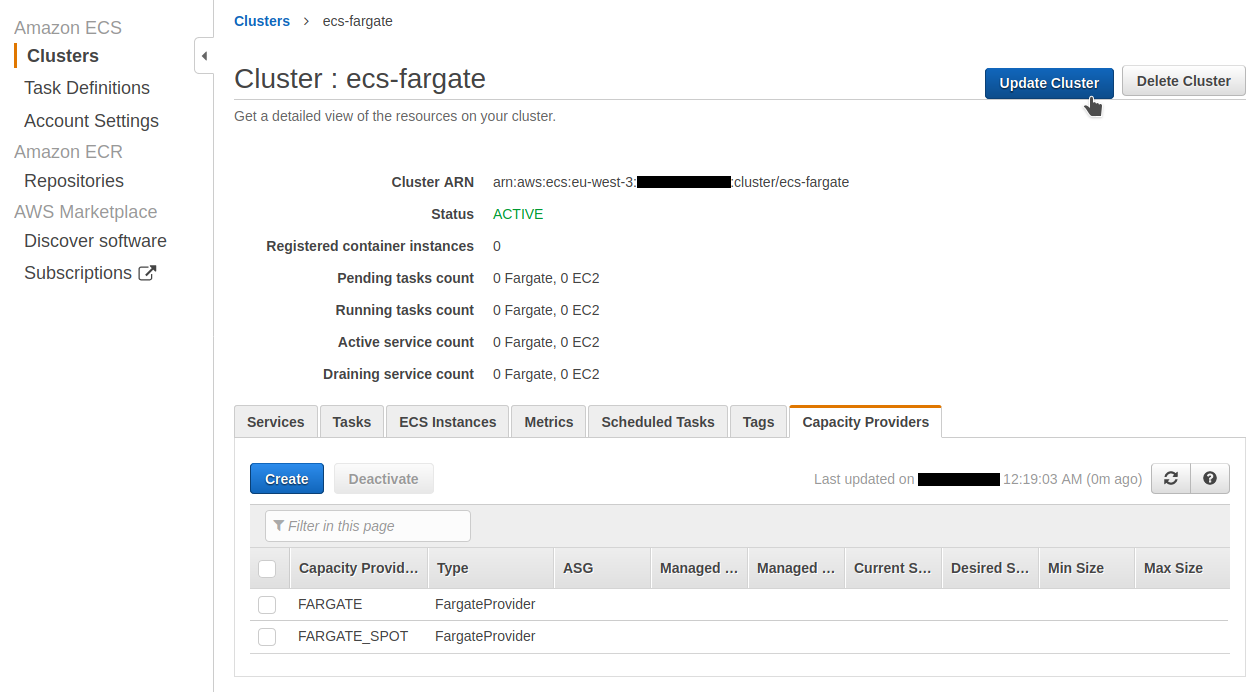 Amazon ECS
Clusters
Task Definitions
Account Settings
Amazon ECR
Repositories
AWS Marketplace
Discover software
Subscriptions
Clusters > ecs-fargate
Cluster : ecs-fargate
Update Cluster
Delete Cluster
Get a detailed view of the resources on your cluster.
Cluster ARN arn:aws:ecs:eu-west-3: :cluster/ecs-fargate
Status ACTIVE
Registered container instances 0
Pending tasks count 0 Fargate, 0 EC2
Running tasks count 0 Fargate, 0 EC2
Active service count 0 Fargate, 0 EC2
Draining service count 0 Fargate, 0 EC2
Services Tasks ECS Instances Metrics Scheduled Tasks Tags Capacity Providers
Create Deactivate Last updated on 12:19:03 AM (0m ago)
Filter in this page
Capacity Provid... Type ASG Managed ... Managed ... Current S... Desired S... Min Size Max Size
FARGATE FargateProvider
FARGATE_SPOT FargateProvider